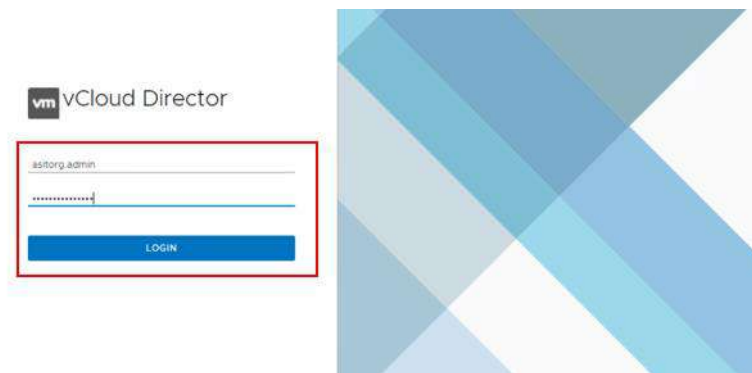 vm vCloud Director
asitorg.admin
••••••••••••••
LOGIN